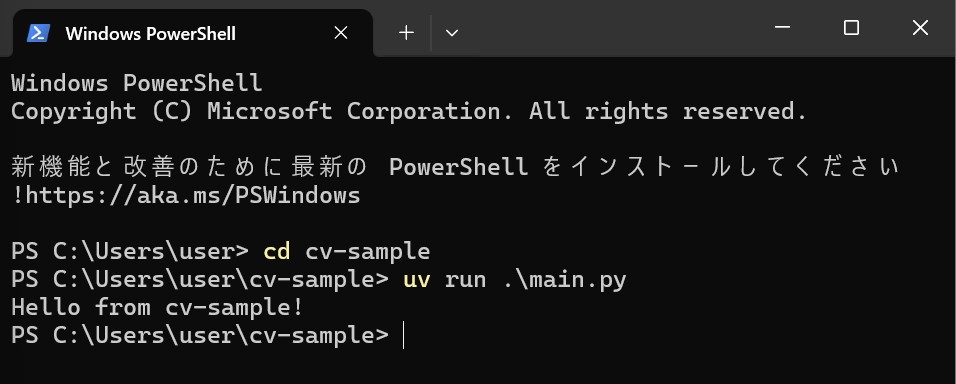 Windows PowerShell
Windows PowerShell
Copyright (C) Microsoft Corporation. All rights reserved.
新機能と改善のために最新の PowerShell をインストールしてください
!https://aka.ms/PSWindows
PS C:\Users\user> cd cv-sample
PS C:\Users\user\cv-sample> uv run .\main.py
Hello from cv-sample!
PS C:\Users\user\cv-sample>